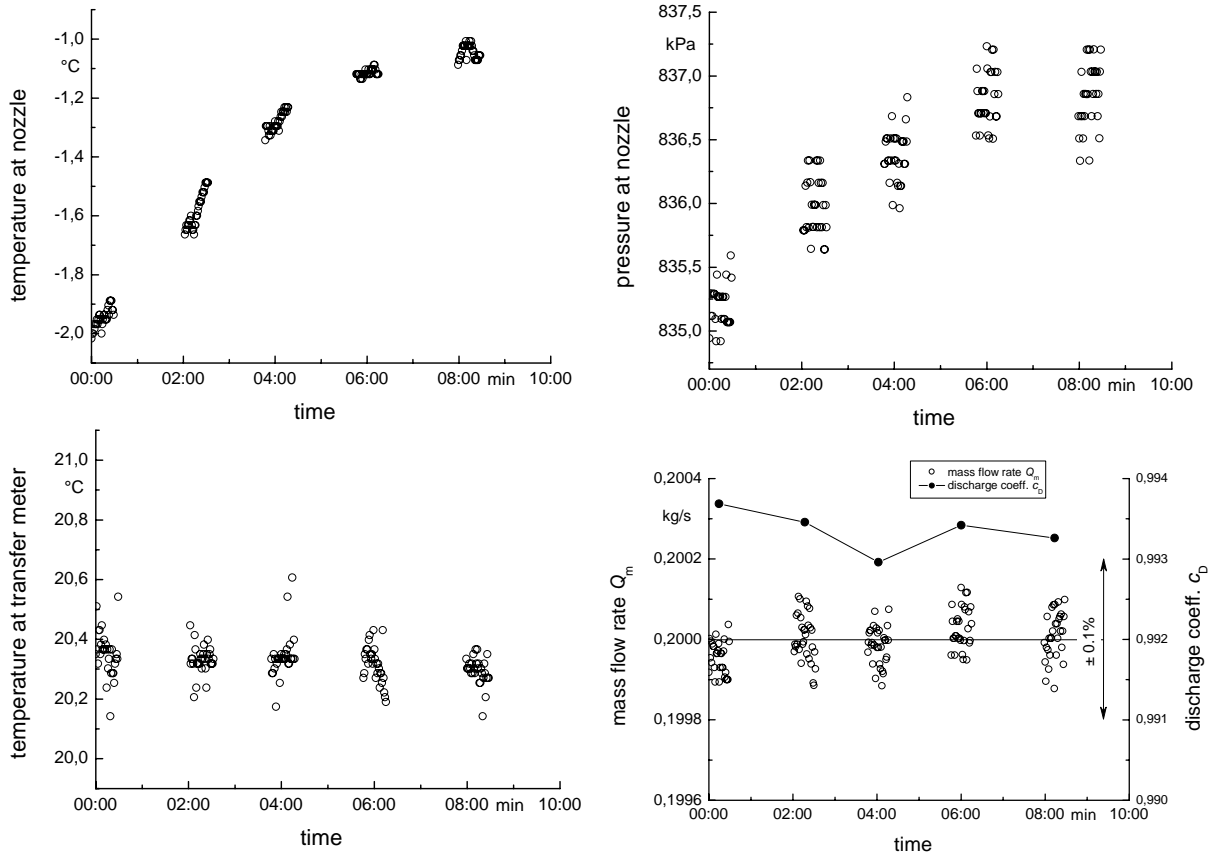 temperature at nozzle
-1,0
°C
-1,2
-1,4
-1,6
-1,8
-2,0
00:00 02:00 04:00 06:00 08:00 min 10:00
time
pressure at nozzle
837,5
kPa
837,0
836,5
836,0
835,5
835,0
00:00 02:00 04:00 06:00 08:00 min 10:00
time
temperature at transfer meter
21,0
°C
20,8
20,6
20,4
20,2
20,0
00:00 02:00 04:00 06:00 08:00 min 10:00
time
mass flow rate Qm
0,2004
kg/s
0,2002
0,2000
0,1998
0,1996
mass flow rate Qm
discharge coeff. cD
0,994
0,993
0,992
0,991
0,990
± 0.1%
discharge coeff. cD
00:00 02:00 04:00 06:00 08:00 min 10:00
time